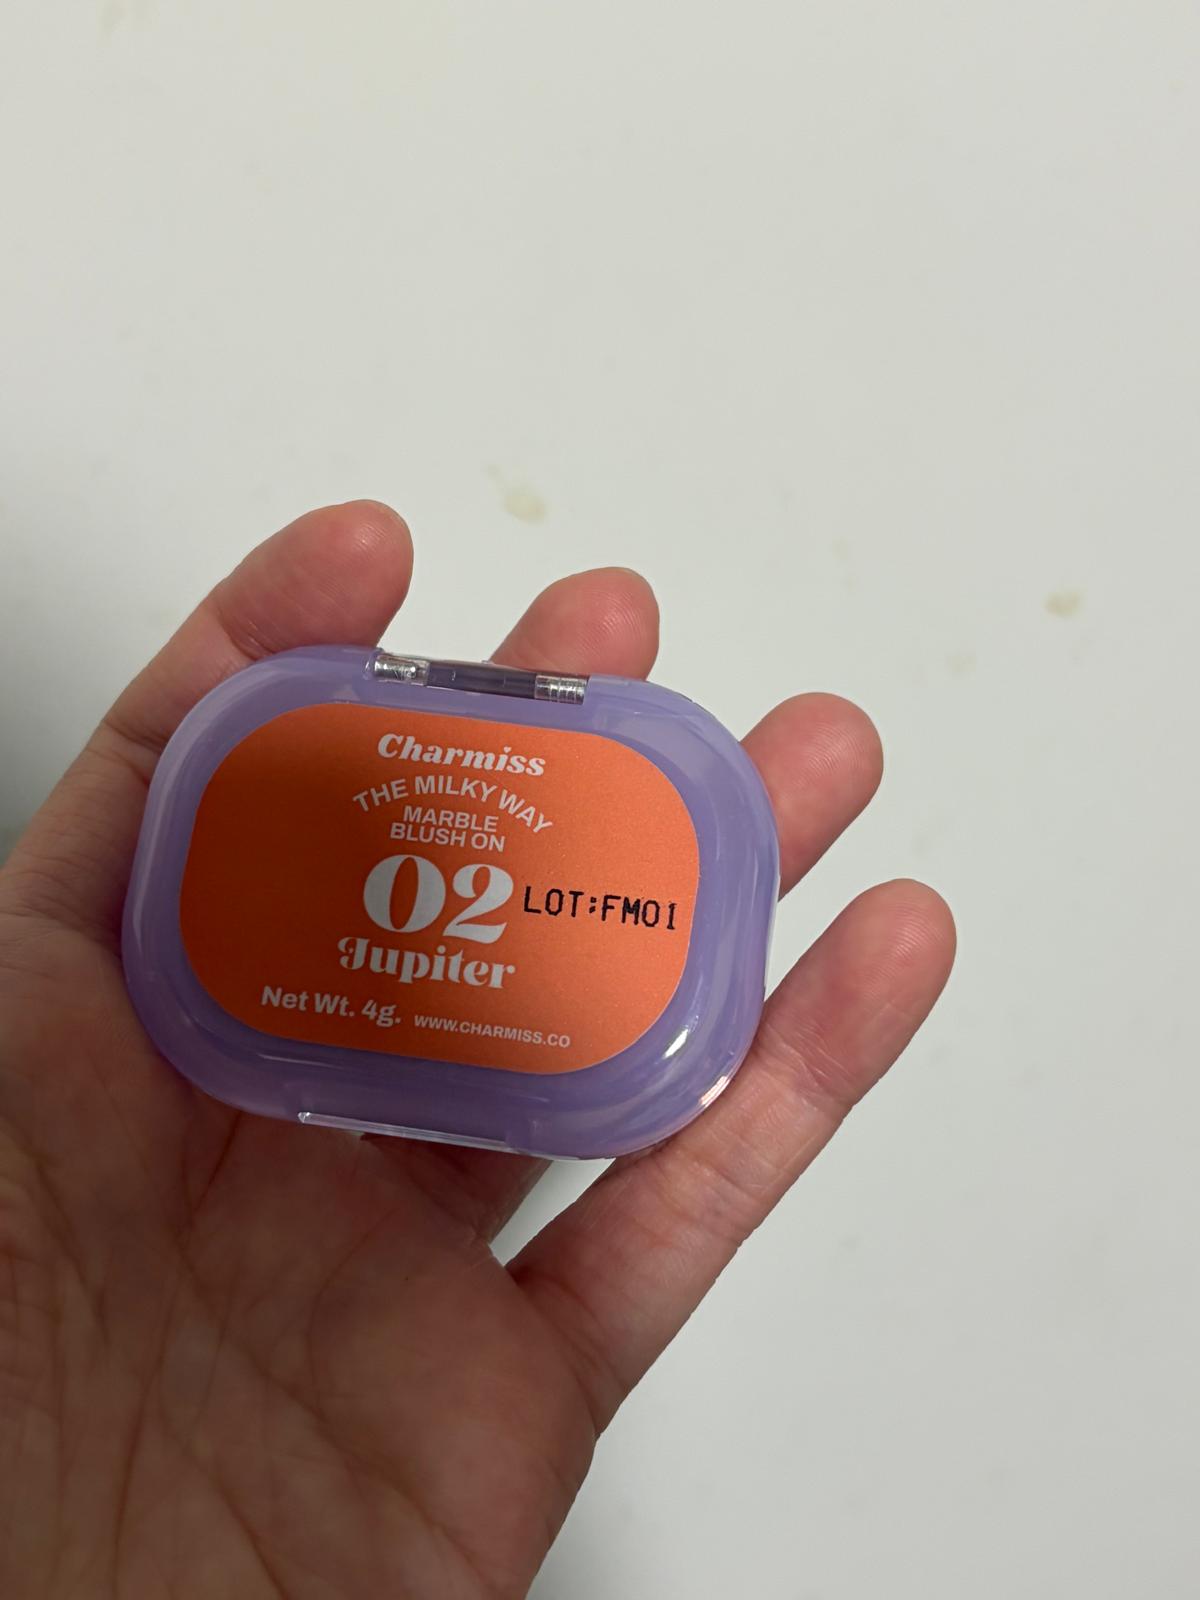 Charmiss
THE MILKY WAY
MARBLE
BLUSH ON
02
LOT:FM01
Jupiter
Net Wt. 4g.
WWW.CHARMISS.CO